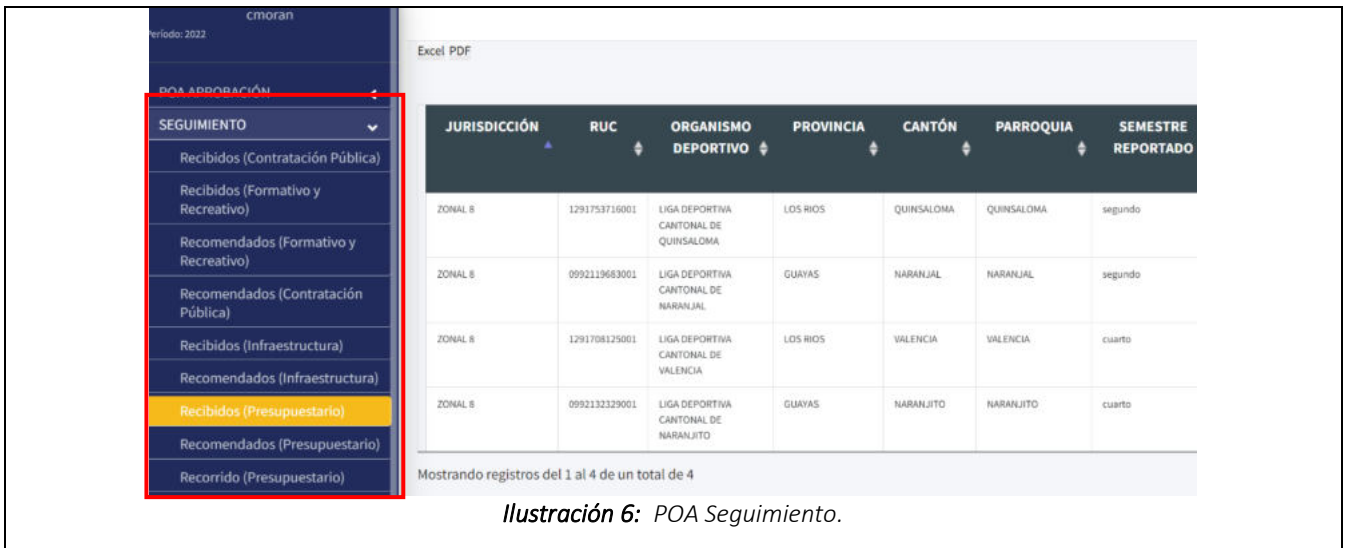 cmoran
Período: 2022
POA APROBACIÓN
SEGUIMIENTO
Recibidos (Contratación Pública)
Recibidos (Formativo y
Recreativo)
Recomendados (Formativo y
Recreativo)
Recomendados (Contratación
Pública)
Recibidos (Infraestructura)
Recomendados (Infraestructura)
Recibidos (Presupuestario)
Recomendados (Presupuestario)
Recorrido (Presupuestario)
Excel PDF
JURISDICCIÓN RUC ORGANISMO PROVINCIA CANTÓN PARROQUIA SEMESTRE
DEPORTIVO REPORTADO
ZONAL 8 1291753716001 LIGA DEPORTIVA LOS RIOS QUINSALOMA QUINSALOMA segundo
CANTONAL DE
QUINSALOMA
ZONAL 8 0992119683001 LIGA DEPORTIVA GUAYAS NARANJAL NARANJAL segundo
CANTONAL DE
NARANJAL
ZONAL 8 1291708125001 LIGA DEPORTIVA LOS RIOS VALENCIA VALENCIA cuarto
CANTONAL DE
VALENCIA
ZONAL 8 0992132329001 LIGA DEPORTIVA GUAYAS NARANJITO NARANJITO cuarto
CANTONAL DE
NARANJITO
Mostrando registros del 1 al 4 de un total de 4
Ilustración 6: POA Seguimiento.